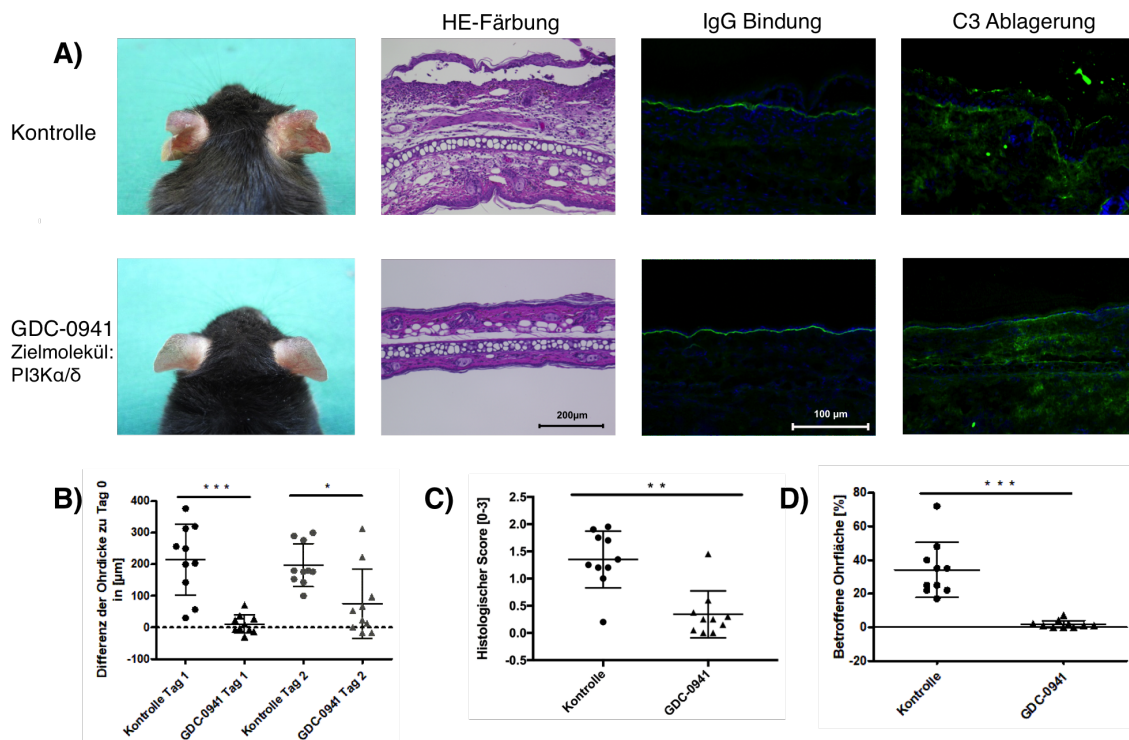 HE-Färbung
IgG Bindung
C3 Ablagerung
A)
Kontrolle
GDC-0941
Zielmolekül:
PI3Kα/δ
200µm
100 µm
B)
Differenz der Ohrdicke zu Tag 0
in [µm]
400
300
200
100
0
-100
* * *
*
Kontrolle Tag 1
GDC-0941 Tag 1
Kontrolle Tag 2
GDC-0941 Tag 2
C)
Histologischer Score [0-3]
2.5
2.0
1.5
1.0
0.5
0.0
-0.5
* *
Kontrolle
GDC-0941
D)
Betroffene Ohrfläche [%]
80
60
40
20
0
-20
* * *
Kontrolle
GDC-0941